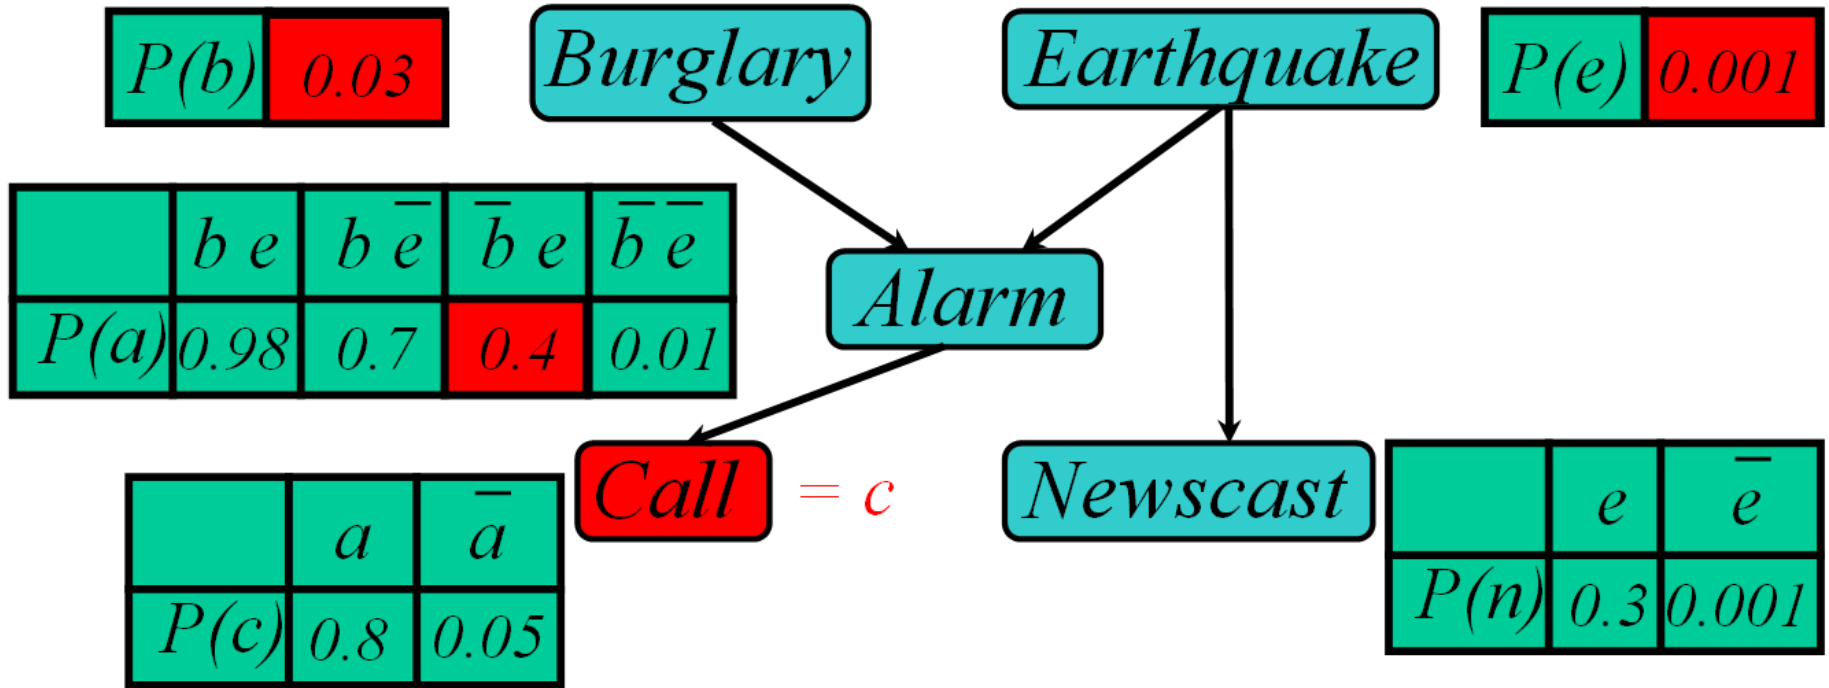 P(b) 0.03
Burglary
Earthquake
P(e) 0.001
b e b e̅ b̅ e b̅ e̅
P(a) 0.98 0.7 0.4 0.01
Alarm
Call = c
Newscast
a a̅
P(c) 0.8 0.05
e e̅
P(n) 0.3 0.001